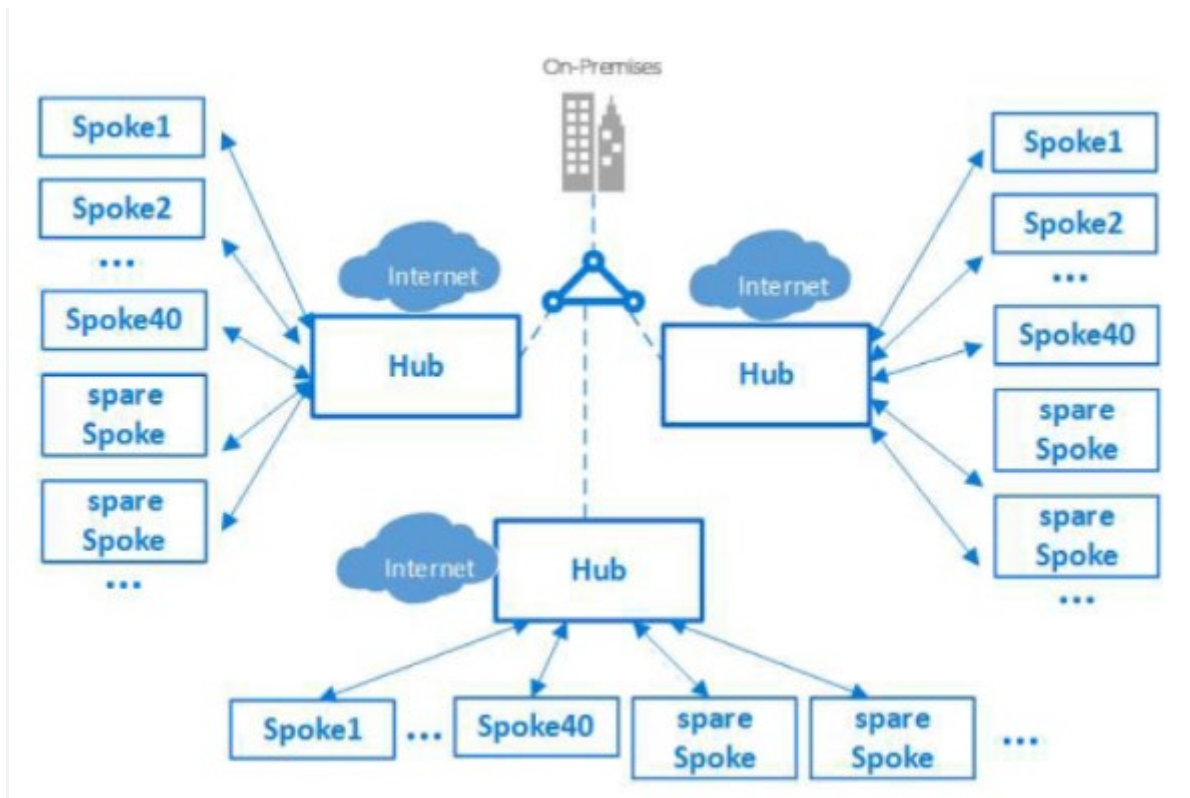 On-Premises
Spoke1
Spoke2
...
Spoke40
spare
Spoke
spare
Spoke
...
Internet
Hub
Internet
Hub
Spoke1
Spoke2
...
Spoke40
spare
Spoke
spare
Spoke
...
Internet
Hub
Spoke1
...
Spoke40
spare
Spoke
spare
Spoke
...